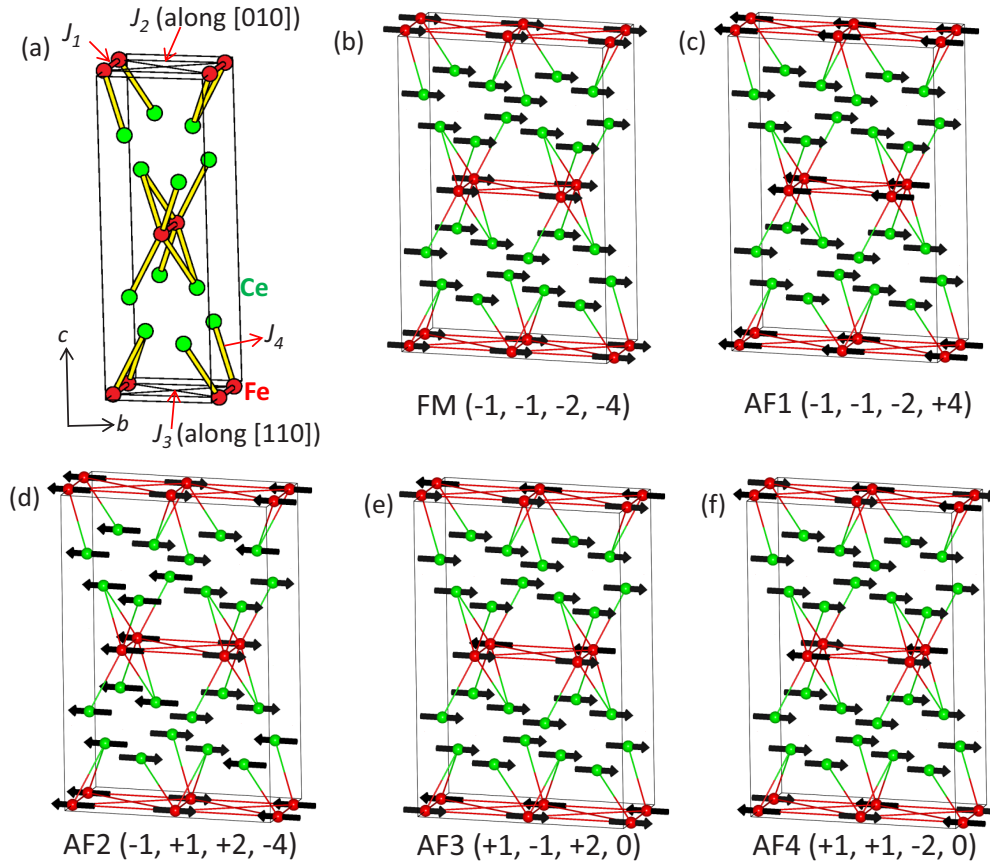 (a)
J₁
J₂ (along [010])
Ce
J₄
Fe
c
b
J₃ (along [110])
(b)
FM (-1, -1, -2, -4)
(c)
AF1 (-1, -1, -2, +4)
(d)
AF2 (-1, +1, +2, -4)
(e)
AF3 (+1, -1, +2, 0)
(f)
AF4 (+1, +1, -2, 0)